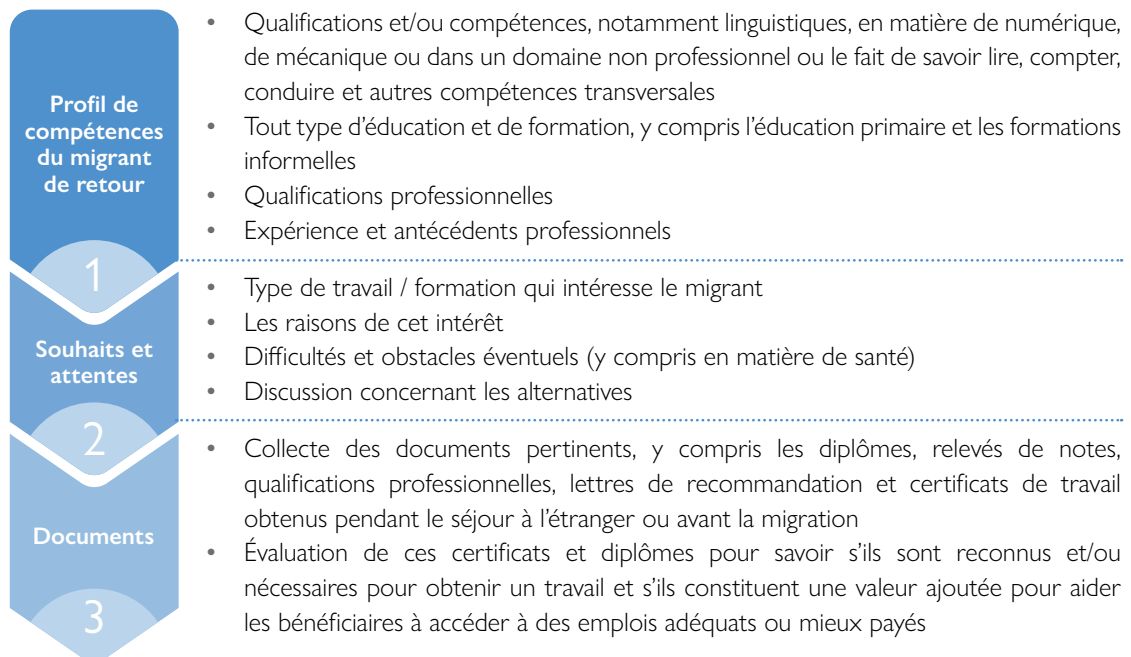 Profil de
compétences
du migrant
de retour
1
• Qualifications et/ou compétences, notamment linguistiques, en matière de numérique,
de mécanique ou dans un domaine non professionnel ou le fait de savoir lire, compter,
conduire et autres compétences transversales
• Tout type d'éducation et de formation, y compris l'éducation primaire et les formations
informelles
• Qualifications professionnelles
• Expérience et antécédents professionnels
Souhaits et
attentes
2
• Type de travail / formation qui intéresse le migrant
• Les raisons de cet intérêt
• Difficultés et obstacles éventuels (y compris en matière de santé)
• Discussion concernant les alternatives
Documents
3
• Collecte des documents pertinents, y compris les diplômes, relevés de notes,
qualifications professionnelles, lettres de recommandation et certificats de travail
obtenus pendant le séjour à l'étranger ou avant la migration
• Évaluation de ces certificats et diplômes pour savoir s'ils sont reconnus et/ou
nécessaires pour obtenir un travail et s'ils constituent une valeur ajoutée pour aider
les bénéficiaires à accéder à des emplois adéquats ou mieux payés